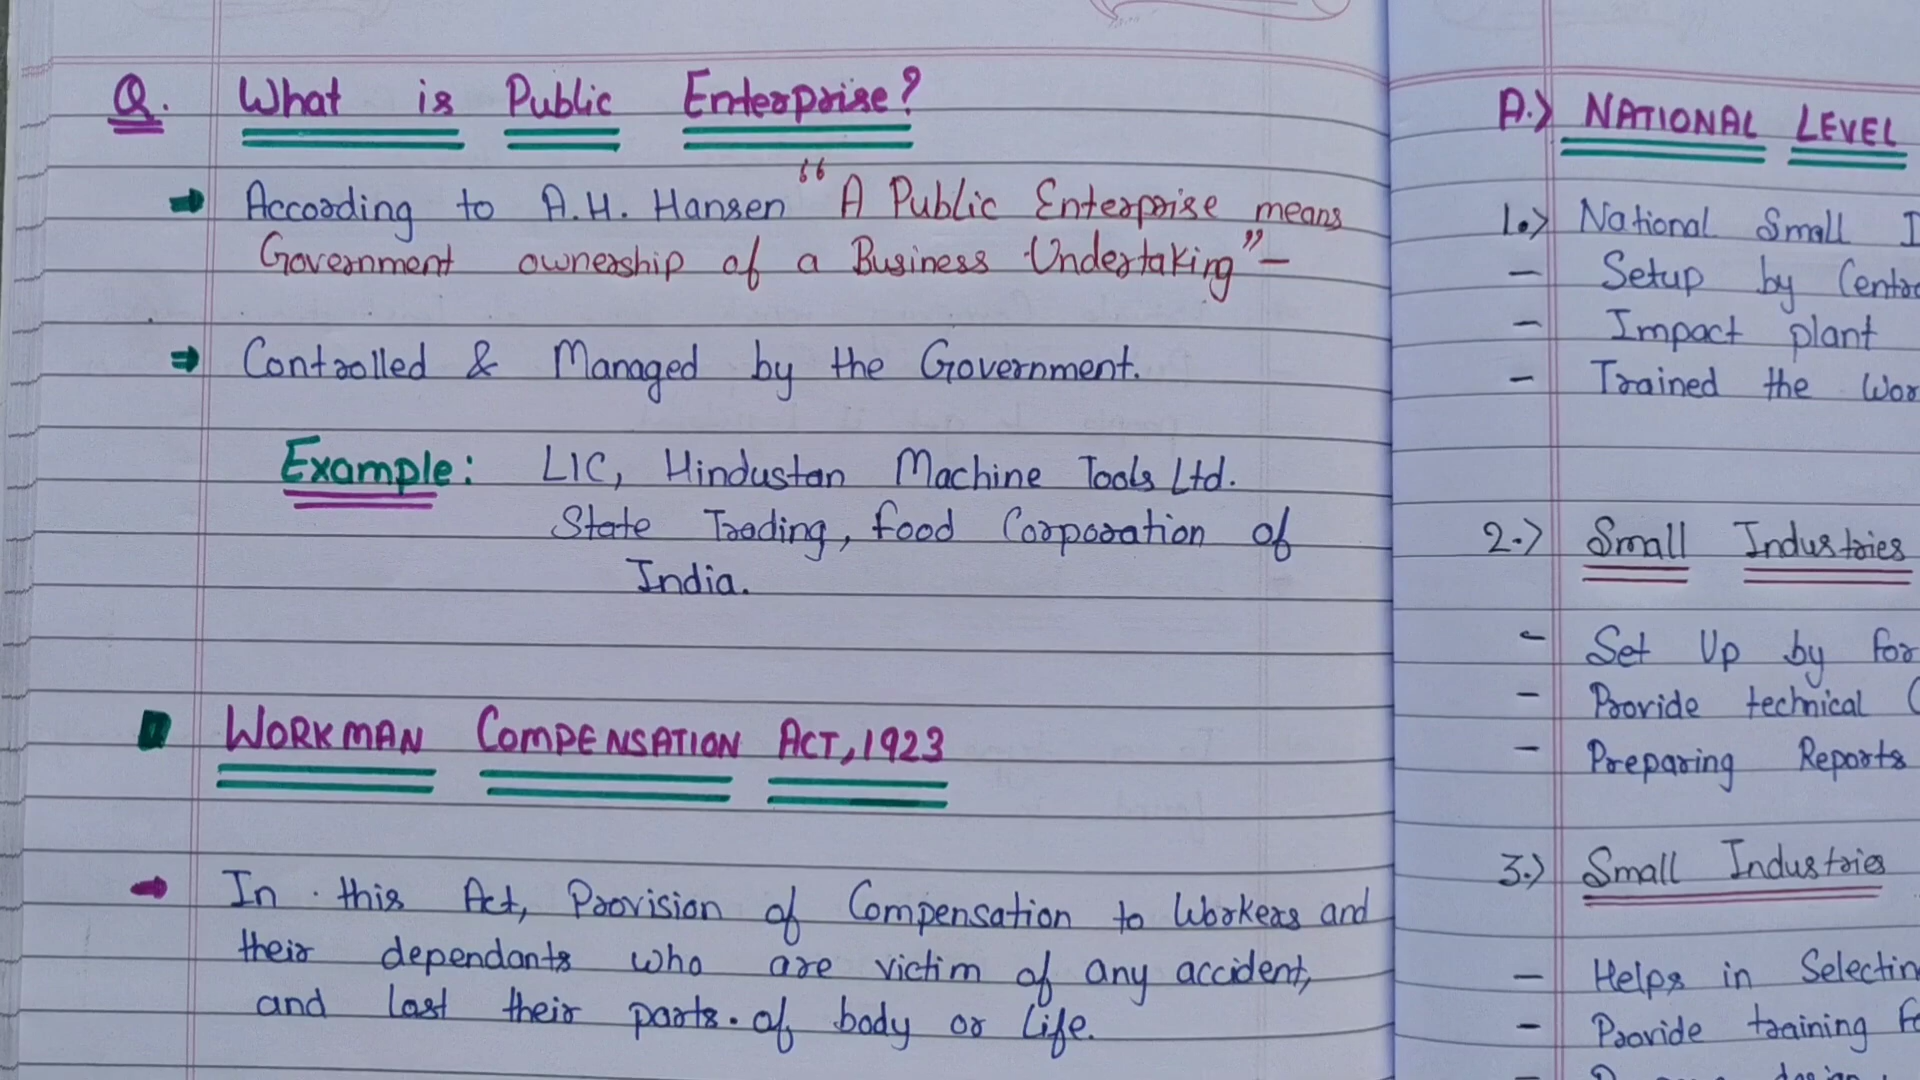 Q. What is Public Enterprise?
→ According to A.H. Hansen "A Public Enterprise means
Government ownership of a Business Undertaking"-
→ Controlled & Managed by the Government.
Example: LIC, Hindustan Machine Tools Ltd.
State Trading, Food Corporation of
India.
WORKMAN COMPENSATION ACT, 1923
→ In this Act, Provision of Compensation to Workers and
their dependants who are victim of any accident,
and lost their parts of body or life.
A.) NATIONAL LEVEL
1.) National Small
- Setup by
- Impact plant
- Trained the
2.) Small Industries
- Set Up by
- Provide technical
- Preparing Reports
3.) Small Industries
- Helps in
- Provide training